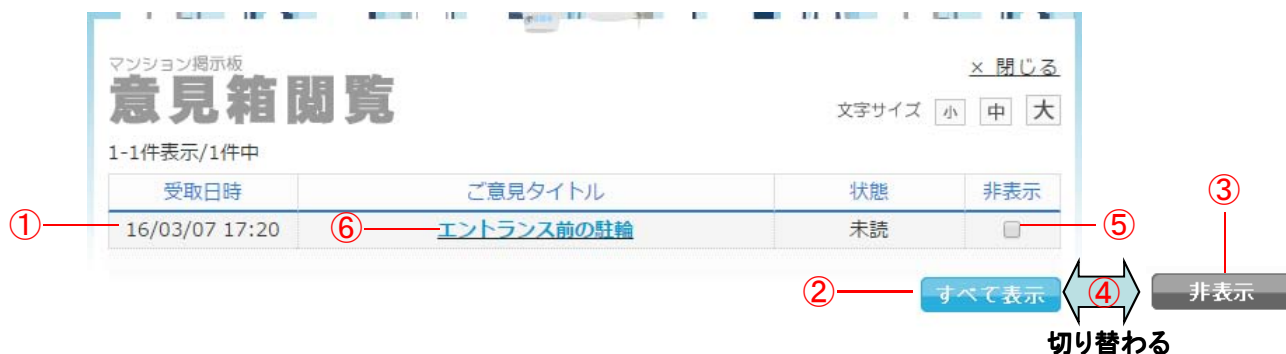 マンション掲示板
× 閉じる
意見箱閲覧
文字サイズ 小 中 大
1-1件表示/1件中
受取日時 ご意見タイトル 状態 非表示
③
① 16/03/07 17:20 ⑥ エントランス前の駐輪 未読 ⑤
② すべて表示 ④ 非表示
切り替わる